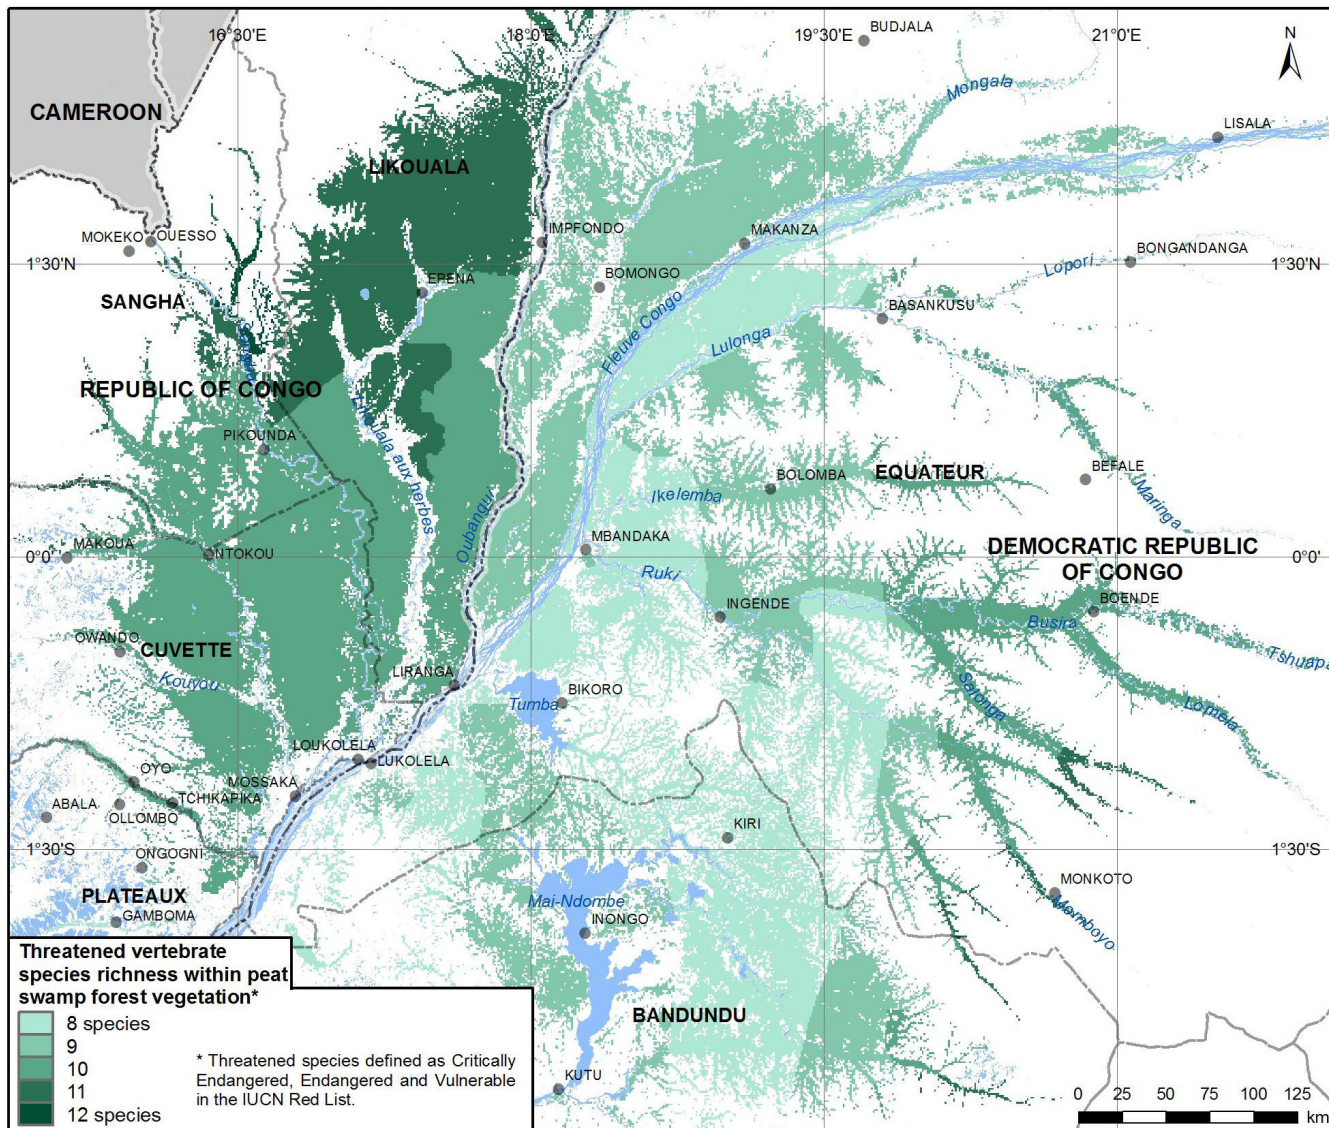 BUDJALA
16°30'E
18°0'E
19°30'E
21°0'E
N
Mongala
CAMEROON
LISALA
LIKOUALA
MOKEKO
OUESSO
IMPFONDO
MAKANZA
BONGANDANGA
1°30'N
1°30'N
Lopori
EPENA
BOMONGO
SANGHA
BASANKUSU
Fleuve Congo
Lulonga
Sangha
REPUBLIC OF CONGO
Likouala aux herbes
PIKOUNDA
BOLOMBA
EQUATEUR
BEFALE
Ikelemba
Maringa
Oubangui
MBANDAKA
MAKOUA
NTOKOU
0°0'
0°0'
DEMOCRATIC REPUBLIC
OF CONGO
Ruki
INGENDE
BOENDE
Busira
OWANDO
CUVETTE
Tshuapa
LIRANGA
Kouyou
BIKORO
Tumba
Salonga
Lomela
LOUKOLELA
LUKOLELA
OYO
MOSSAKA
TCHIKAPIKA
ABALA
OLLOMBO
KIRI
1°30'S
1°30'S
ONGOGNI
PLATEAUX
MONKOTO
Mai-Ndombe
Momboyo
GAMBOMA
INONGO
BANDUNDU
KUTU
Threatened vertebrate
species richness within peat
swamp forest vegetation*
8 species
9
10
11
12 species
* Threatened species defined as Critically
Endangered, Endangered and Vulnerable
in the IUCN Red List.
0 25 50 75 100 125
km